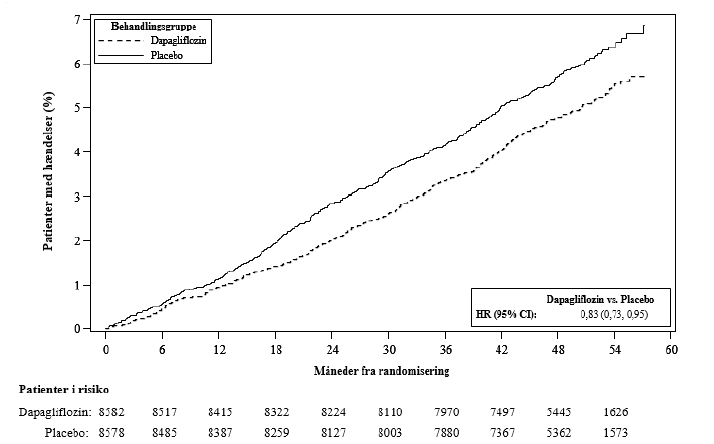 7
Behandlingsgruppe
Dapagliflozin
Placebo
6
5
4
3
2
1
0
Patienter med hændelser (%)
Dapagliflozin vs. Placebo
HR (95% CI): 0,83 (0,73, 0,95)
0 6 12 18 24 30 36 42 48 54 60
Måneder fra randomisering
Patienter i risiko
Dapagliflozin: 8582 8517 8415 8322 8224 8110 7970 7497 5445 1626
Placebo: 8578 8485 8387 8259 8127 8003 7880 7367 5362 1573